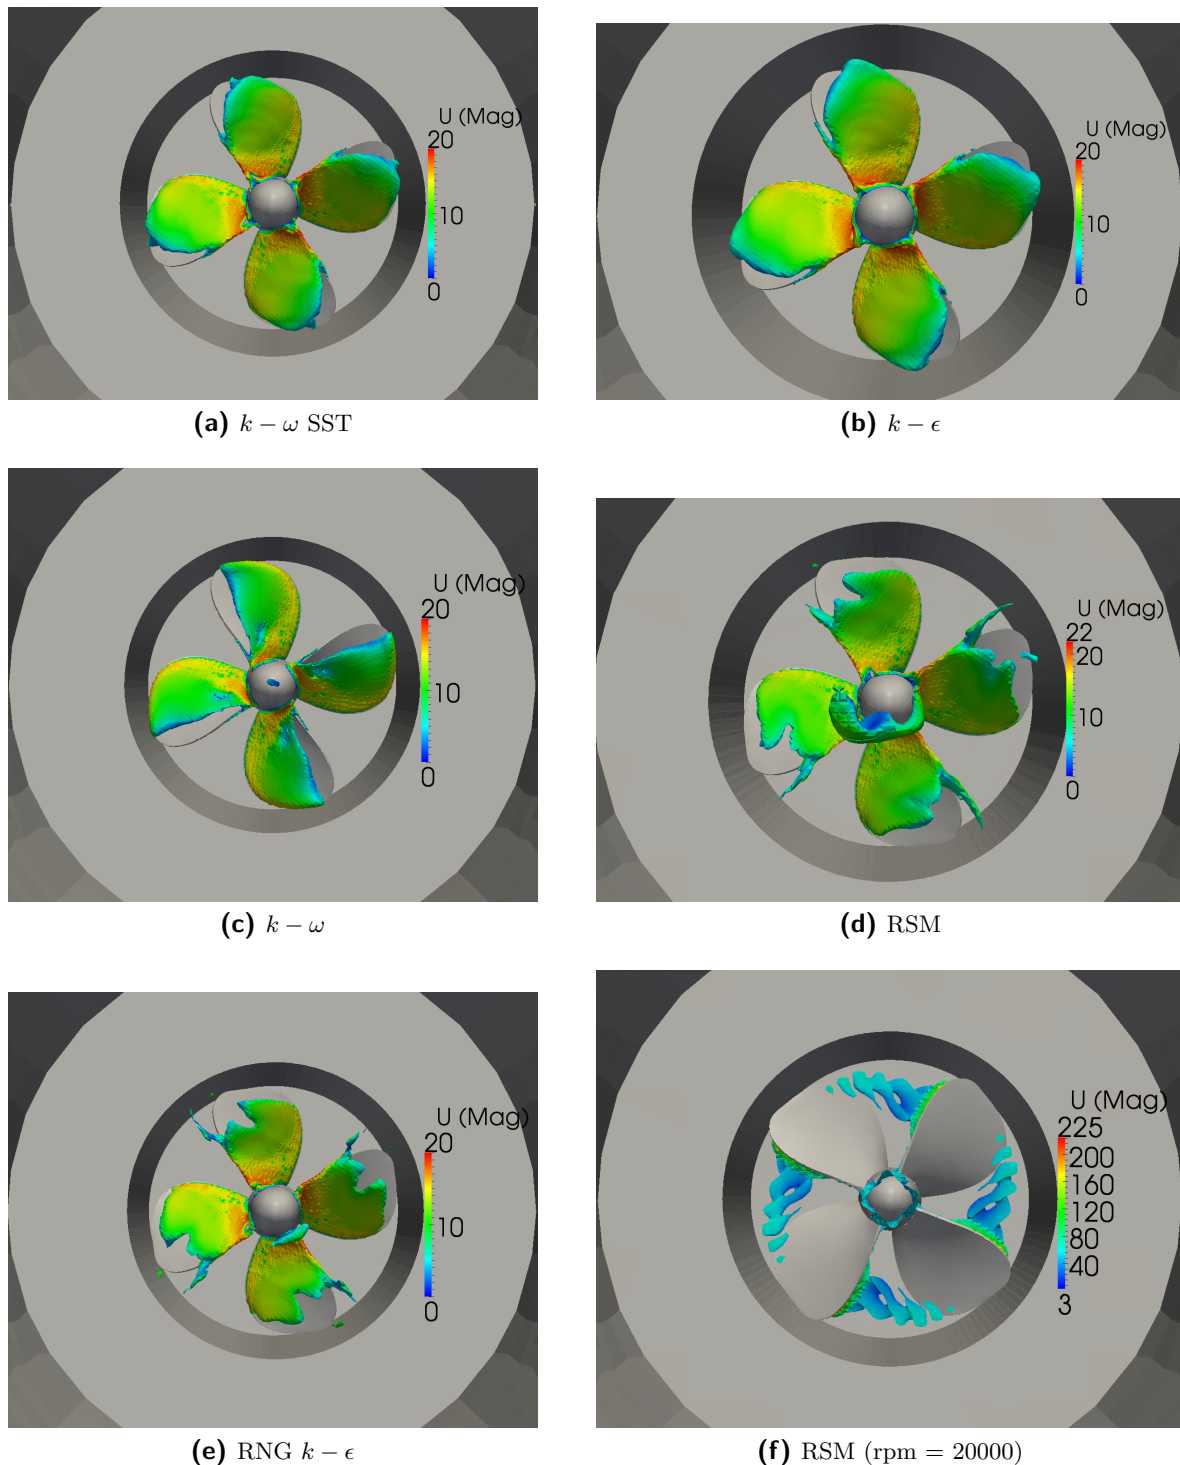 U (Mag)
20
10
0
(a) k − ω SST
U (Mag)
20
10
0
(b) k − ϵ
U (Mag)
20
10
0
(c) k − ω
U (Mag)
22
20
10
0
(d) RSM
U (Mag)
20
10
0
(e) RNG k − ϵ
U (Mag)
225
200
160
120
80
40
3
(f) RSM (rpm = 20000)